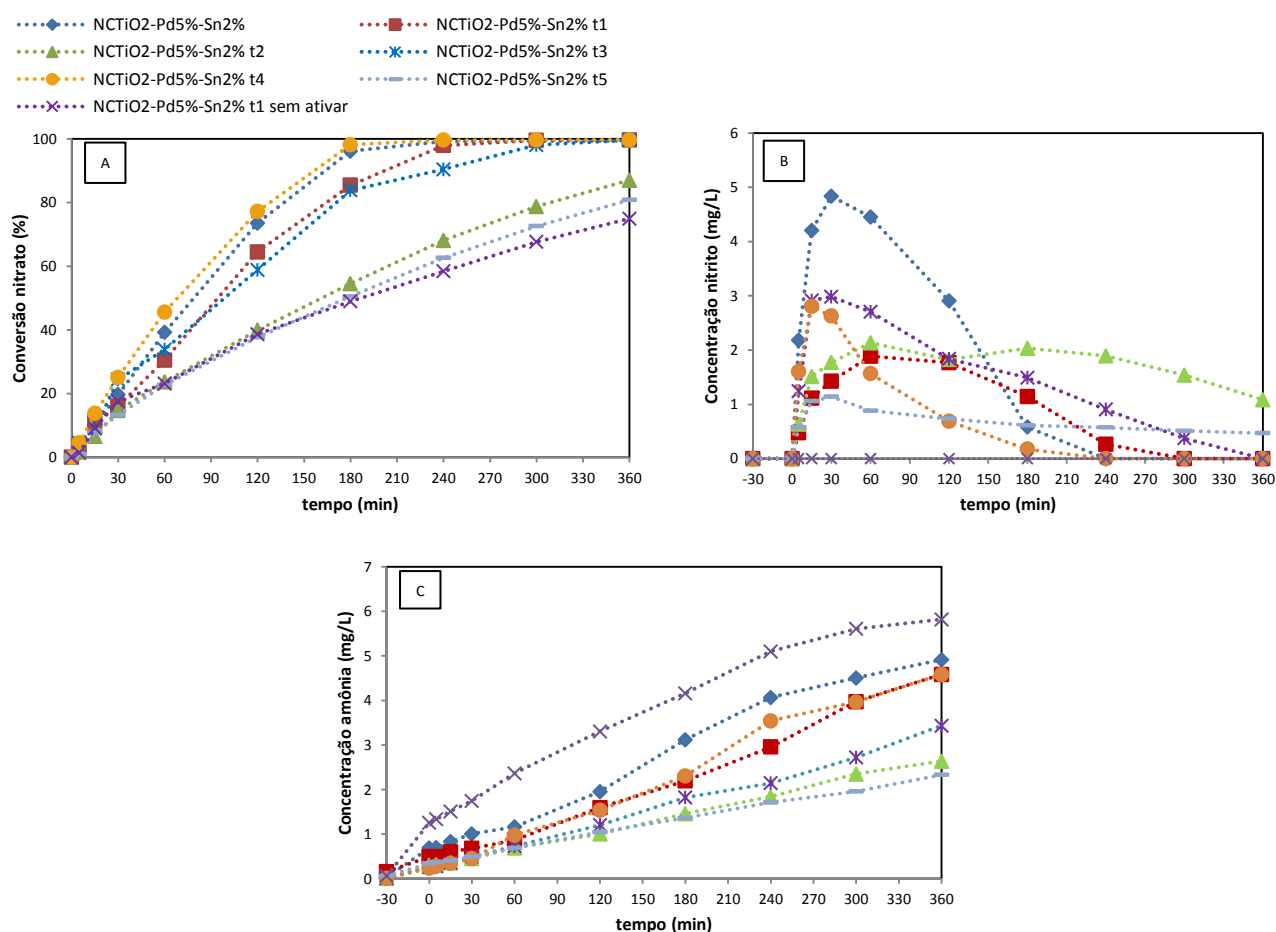 NCTiO2-Pd5%-Sn2%
NCTiO2-Pd5%-Sn2% t1
NCTiO2-Pd5%-Sn2% t2
NCTiO2-Pd5%-Sn2% t3
NCTiO2-Pd5%-Sn2% t4
NCTiO2-Pd5%-Sn2% t5
NCTiO2-Pd5%-Sn2% t1 sem ativar
A
Conversão nitrato (%)
100
80
60
40
20
0
0 30 60 90 120 150 180 210 240 270 300 330 360
tempo (min)
B
Concentração nitrito (mg/L)
6
5
4
3
2
1
0
-30 0 30 60 90 120 150 180 210 240 270 300 330 360
tempo (min)
C
Concentração amônia (mg/L)
7
6
5
4
3
2
1
0
-30 0 30 60 90 120 150 180 210 240 270 300 330 360
tempo (min)